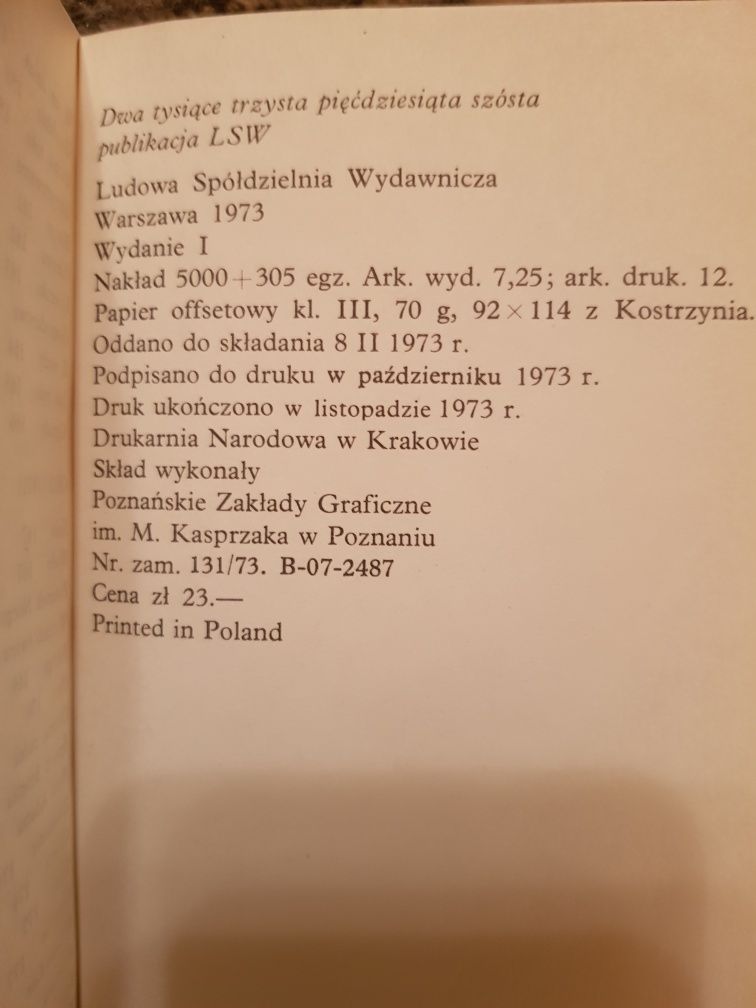 Dwa tysiące trzysta pięćdziesiąta szósta
publikacja LSW
Ludowa Spółdzielnia Wydawnicza
Warszawa 1973
Wydanie I
Nakład 5000+305 egz. Ark. wyd. 7,25; ark. druk. 12.
Papier offsetowy kl. III, 70 g, 92×114 z Kostrzynia.
Oddano do składania 8 II 1973 r.
Podpisano do druku w październiku 1973 r.
Druk ukończono w listopadzie 1973 r.
Drukarnia Narodowa w Krakowie
Skład wykonały
Poznańskie Zakłady Graficzne
im. M. Kasprzaka w Poznaniu
Nr. zam. 131/73. B-07-2487
Cena zł 23.—
Printed in Poland